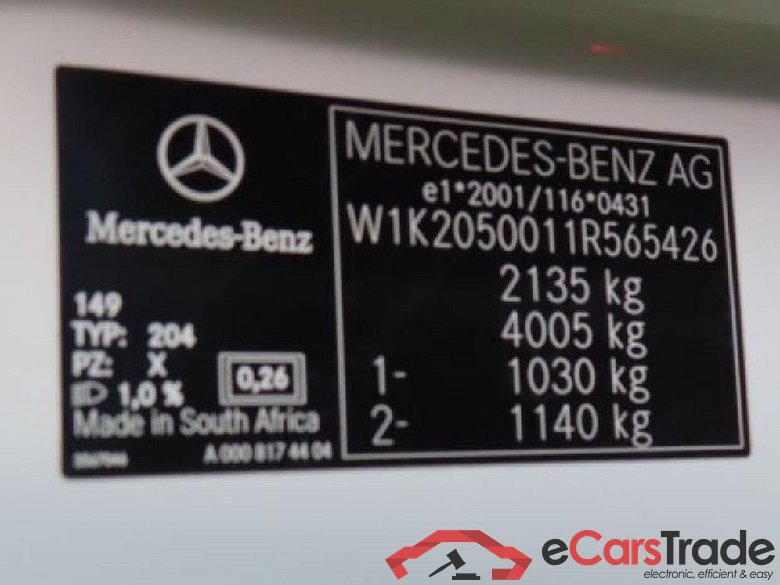 Mercedes-Benz
149
TYP: 204
PZ: X
1,0 %
0,26
Made in South Africa
A 000 817 44 04
MERCEDES-BENZ AG
e1*2001/116*0431
W1K2050011R565426
2135 kg
4005 kg
1- 1030 kg
2- 1140 kg
eCarsTrade
electronic, efficient & easy